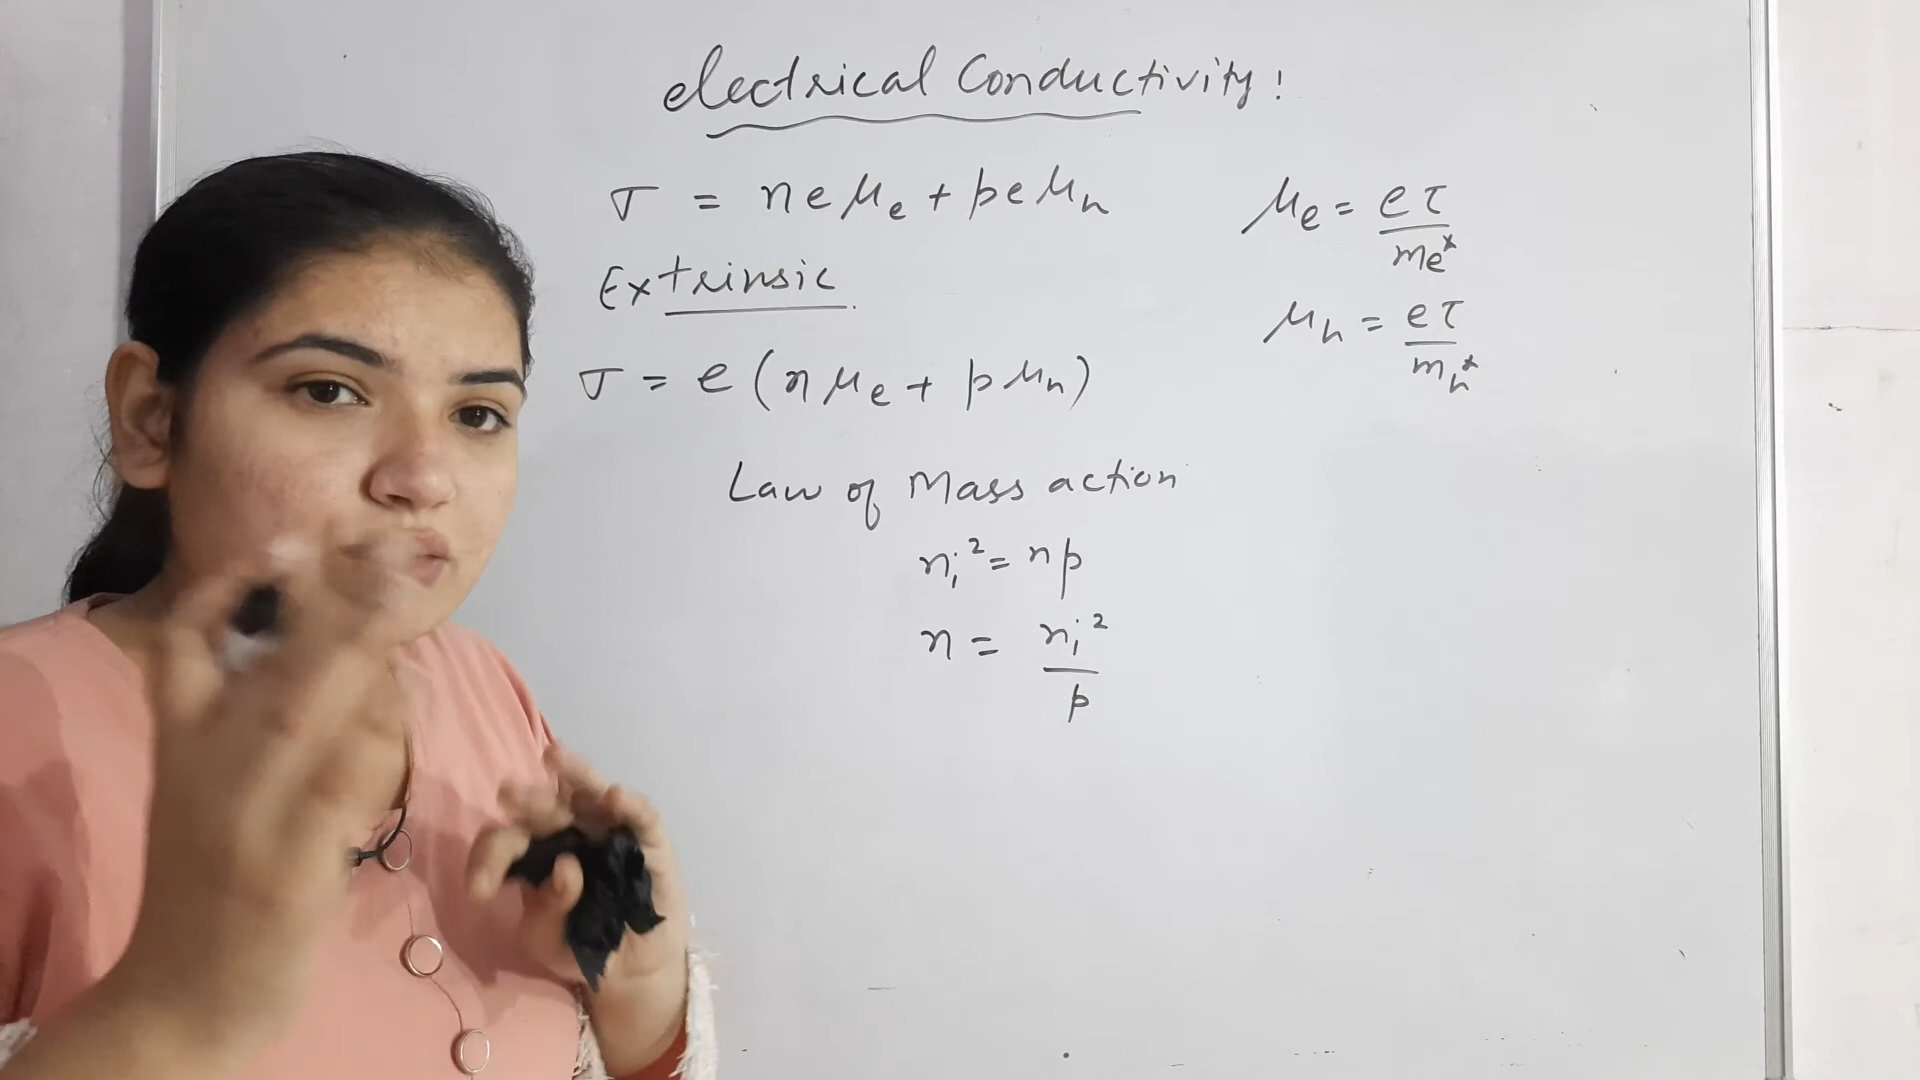 electrical Conductivity:
σ = neμₑ + peμₕ
Extrinsic
σ = e (nμₑ + pμₕ)
Law of Mass action
nᵢ² = np
n = nᵢ² / p
μₑ = eτ / mₑ*
μₕ = eτ / mₕ*